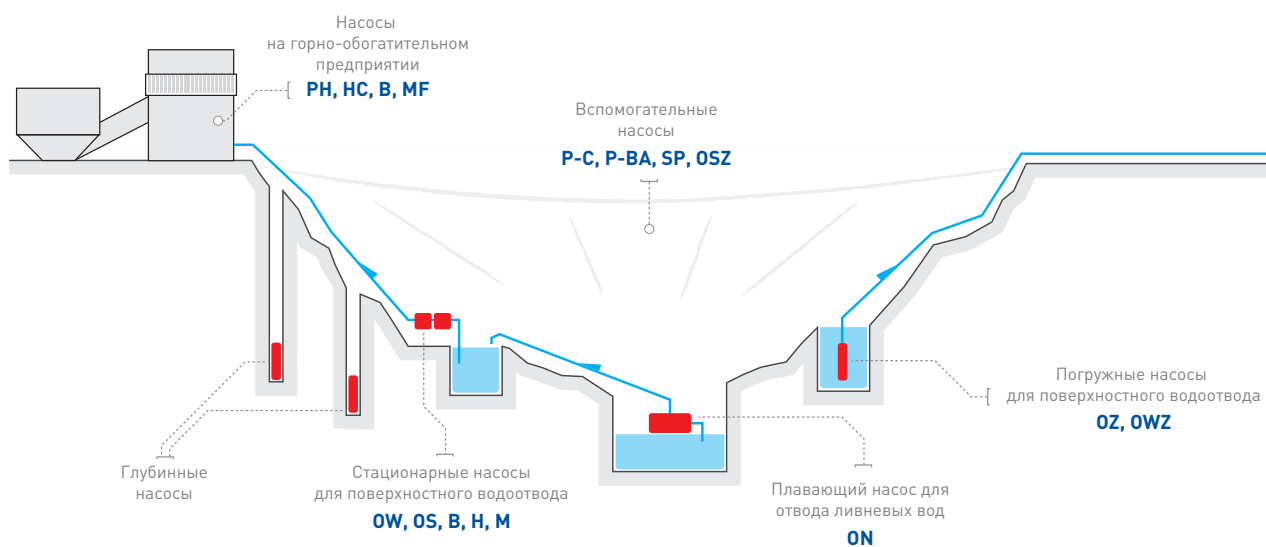 Насосы
на горно-обогатительном
предприятии
PH, HC, B, MF
Вспомогательные
насосы
P-C, P-BA, SP, OSZ
Погружные насосы
для поверхностного водоотвода
OZ, OWZ
Глубинные
насосы
Стационарные насосы
для поверхностного водоотвода
OW, OS, B, H, M
Плавающий насос для
отвода ливневых вод
ON